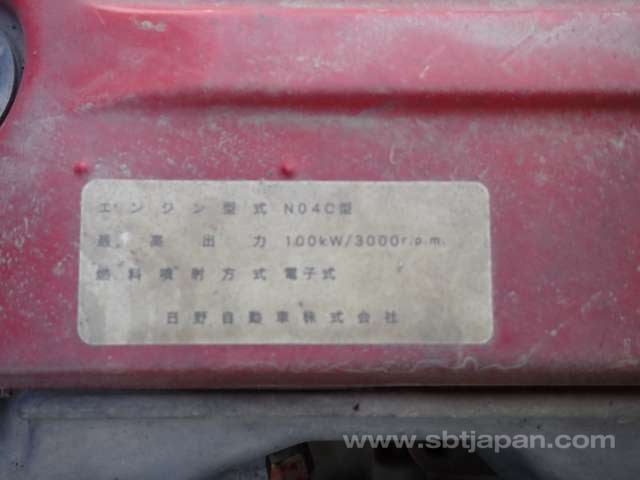 エンジン型式 N04C型
最高出力 100kW/3000r.p.m.
燃料噴射方式 電子式
日野自動車株式会社
www.sbtjapan.com